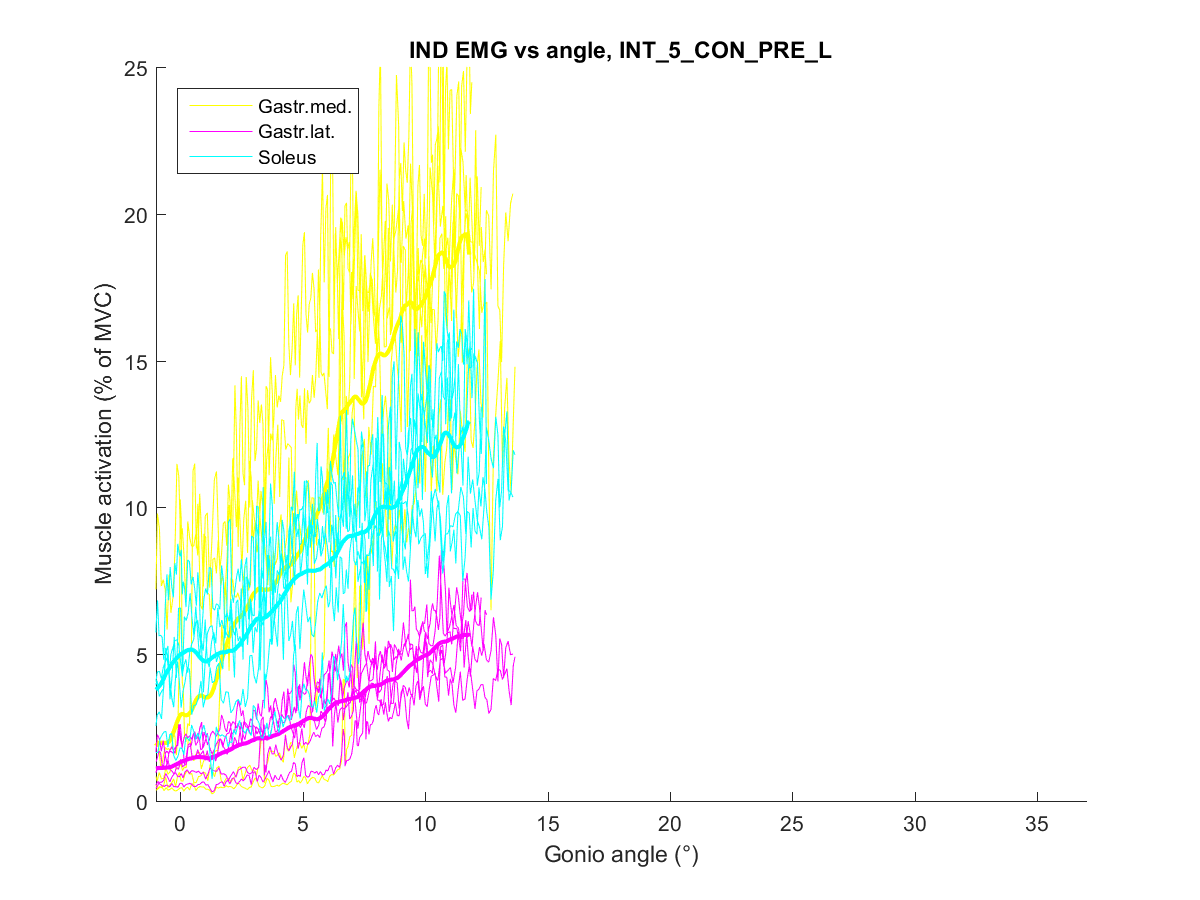 IND EMG vs angle, INT_5_CON_PRE_L
25
20
15
10
5
0
Gastr.med.
Gastr.lat.
Soleus
Muscle activation (% of MVC)
0 5 10 15 20 25 30 35
Gonio angle (°)